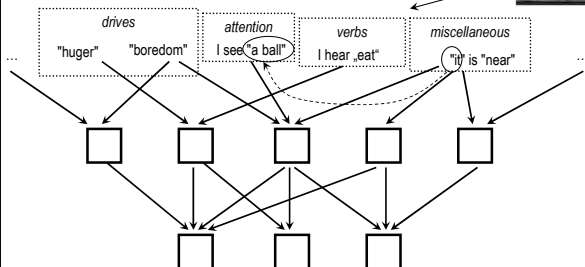 drives
attention
verbs
miscellaneous
... "huger" "boredom" I see "a ball" I hear „eat“ "it" is "near" ...